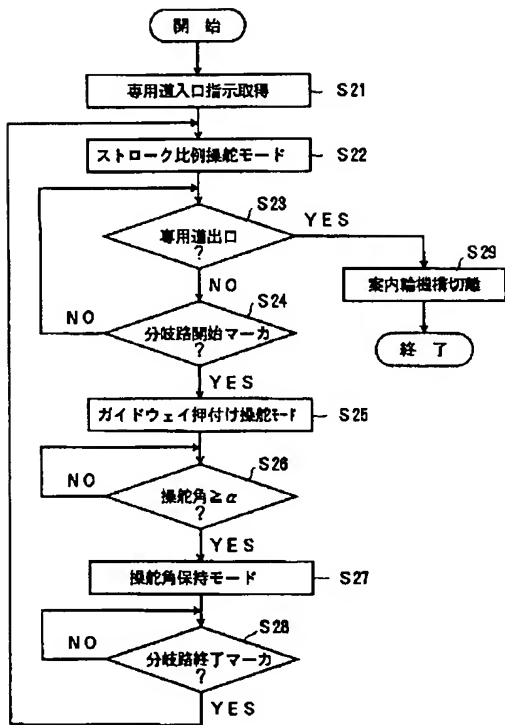 開始
専用道入口指示取得
S21
ストローク比例操舵モード
S22
S23
専用道出口
?
YES
S29
案内輪機構切離
NO
終了
S24
NO
分岐路開始マーカ
?
YES
ガイドウェイ押付け操舵モード
S25
S26
NO
操舵角≧α
?
YES
操舵角保持モード
S27
S28
NO
分岐路終了マーカ
?
YES